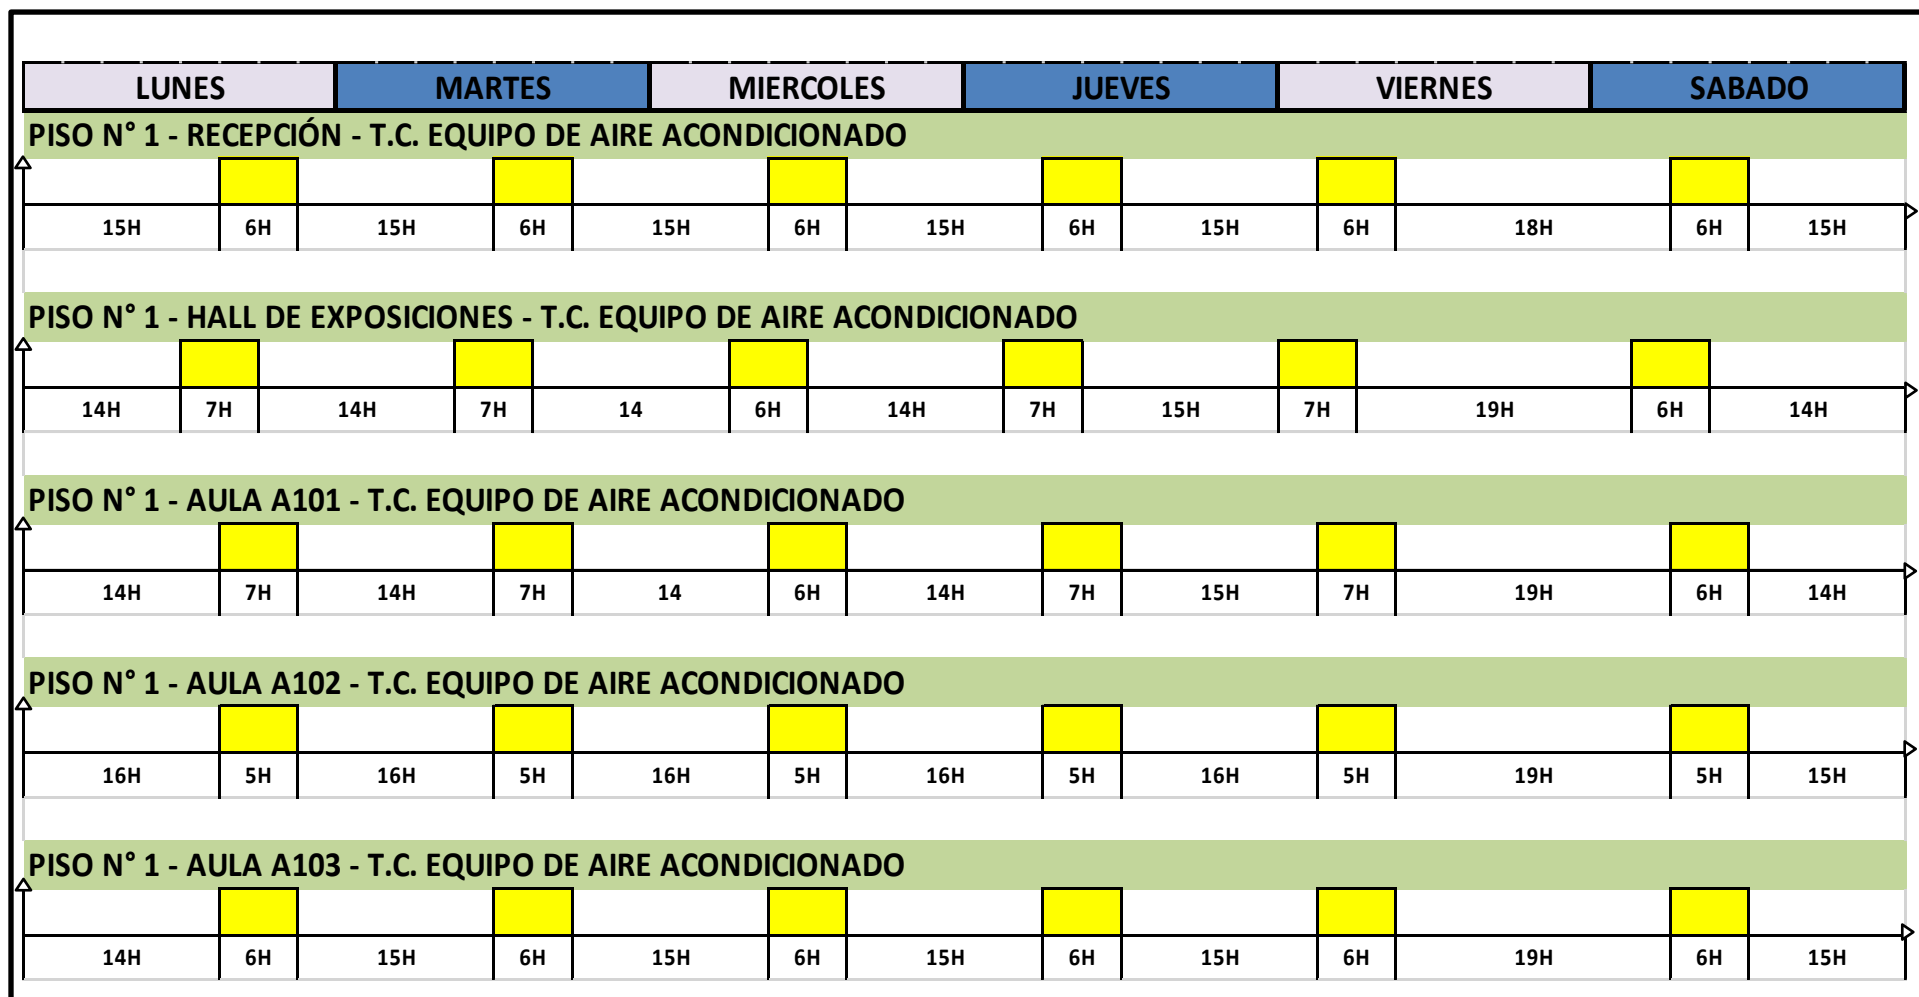 LUNES MARTES MIERCOLES JUEVES VIERNES SABADO
PISO N° 1 - RECEPCIÓN - T.C. EQUIPO DE AIRE ACONDICIONADO
15H 6H 15H 6H 15H 6H 15H 6H 15H 6H 18H 6H 15H
PISO N° 1 - HALL DE EXPOSICIONES - T.C. EQUIPO DE AIRE ACONDICIONADO
14H 7H 14H 7H 14 6H 14H 7H 15H 7H 19H 6H 14H
PISO N° 1 - AULA A101 - T.C. EQUIPO DE AIRE ACONDICIONADO
14H 7H 14H 7H 14 6H 14H 7H 15H 7H 19H 6H 14H
PISO N° 1 - AULA A102 - T.C. EQUIPO DE AIRE ACONDICIONADO
16H 5H 16H 5H 16H 5H 16H 5H 16H 5H 19H 5H 15H
PISO N° 1 - AULA A103 - T.C. EQUIPO DE AIRE ACONDICIONADO
14H 6H 15H 6H 15H 6H 15H 6H 15H 6H 19H 6H 15H